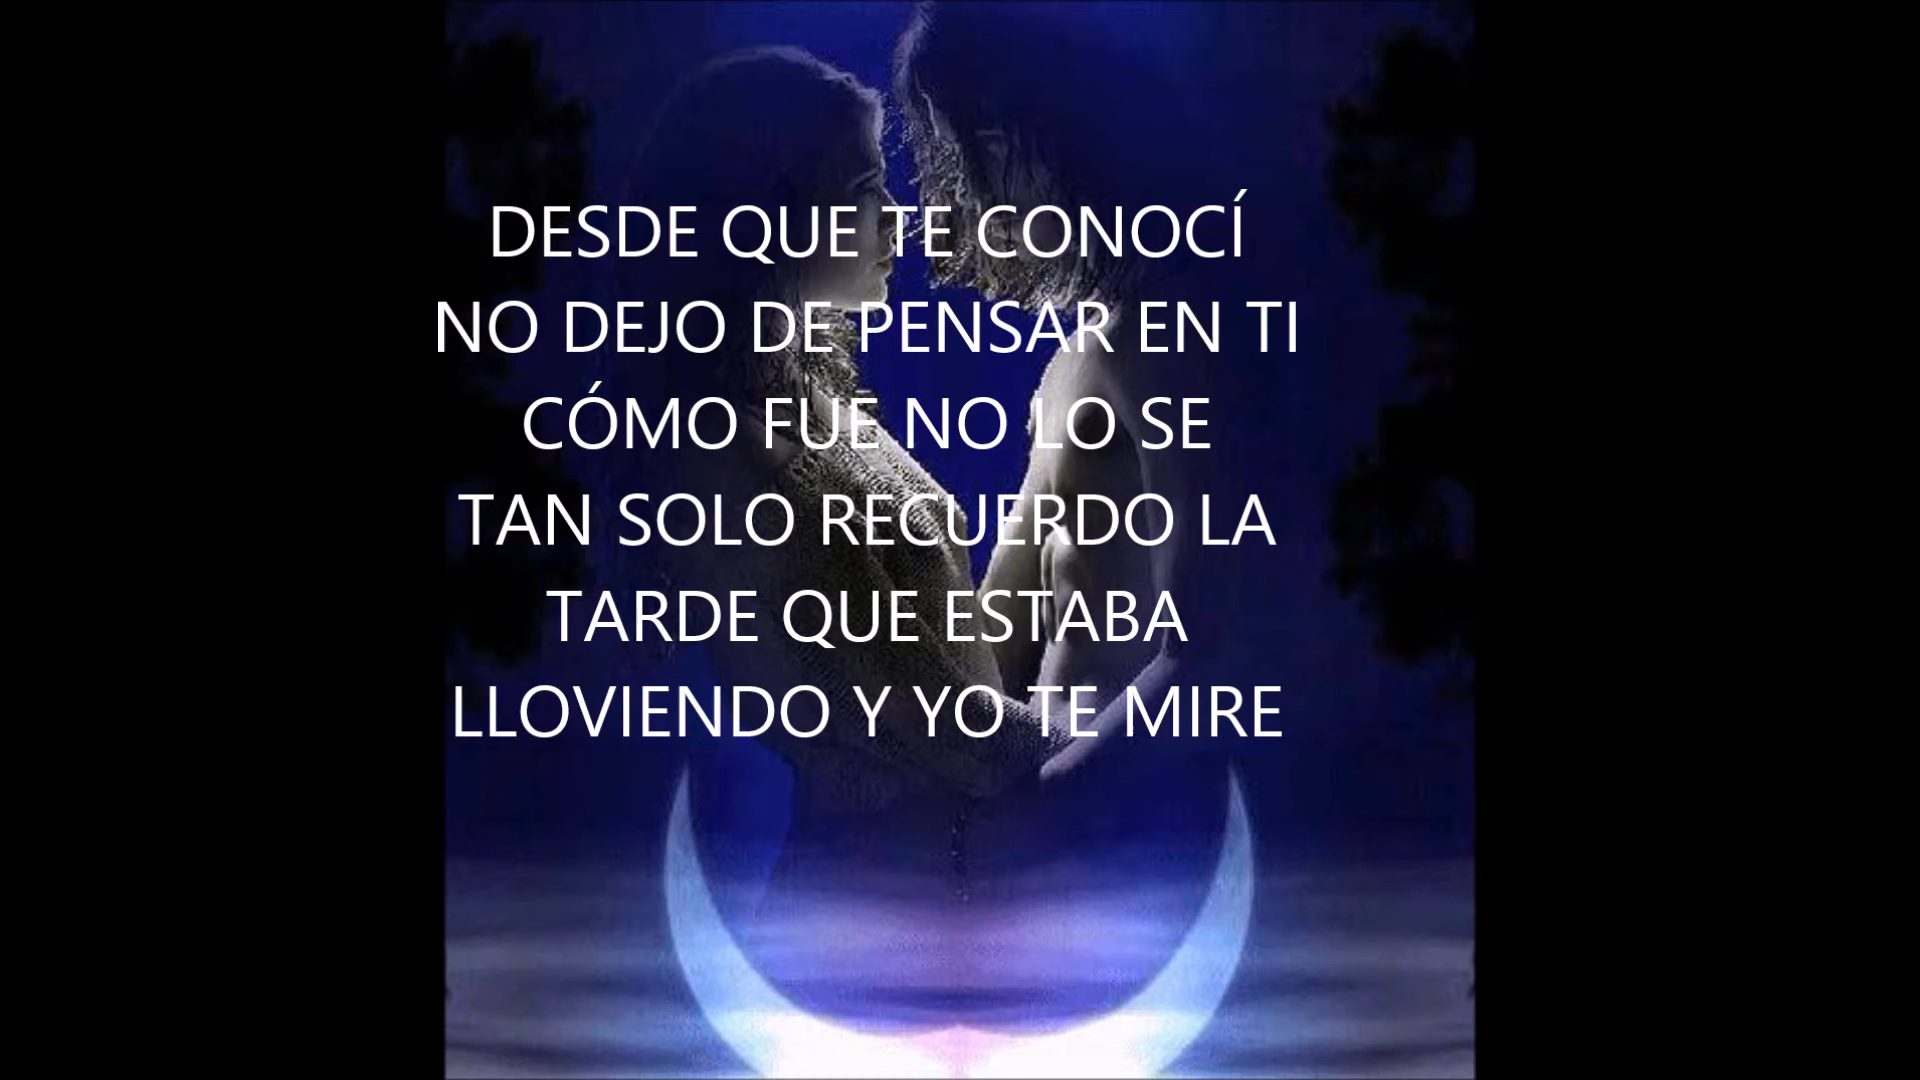 DESDE QUE TE CONOCÍ
NO DEJO DE PENSAR EN TI
CÓMO FUE NO LO SE
TAN SOLO RECUERDO LA
TARDE QUE ESTABA
LLOVIENDO Y YO TE MIRE